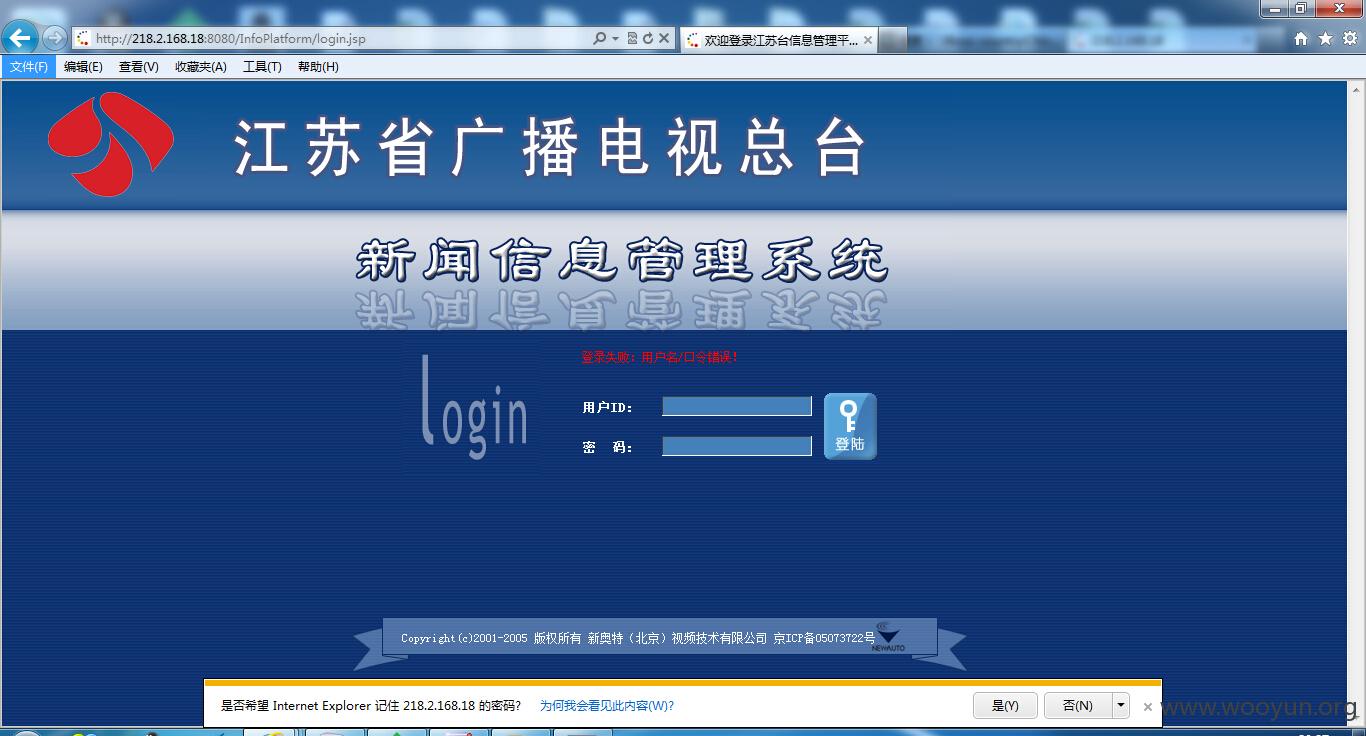 http://218.2.168.18:8080/InfoPlatform/login.jsp
欢迎登录江苏台信息管理平...
文件(F) 编辑(E) 查看(V) 收藏夹(A) 工具(T) 帮助(H)
江苏省广播电视总台
新闻信息管理系统
login
登录失败：用户名/口令错误！
用户ID：
密 码：
登陆
Copyright(c)2001-2005 版权所有 新奥特（北京）视频技术有限公司 京ICP备05073722号
NEWAUTO
是否希望 Internet Explorer 记住 218.2.168.18 的密码?
为何我会看见此内容(W)?
是(Y)
否(N)
www.wooyun.org